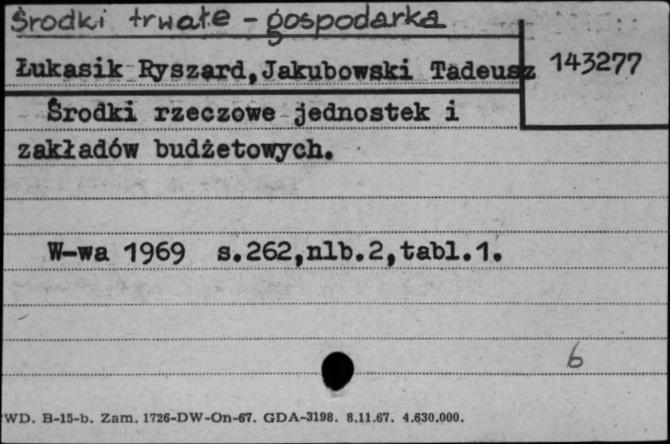 Środki trwałe - gospodarka
Łukasik Ryszard,Jakubowski Tadeusz
143277
Środki rzeczowe jednostek i
zakładów budżetowych.
W-wa 1969 s.262,nlb.2,tabl.1.
6
WD. B-15-b. Zam. 1726-DW-On-67. GDA-3198. 8.11.67. 4.630.000.